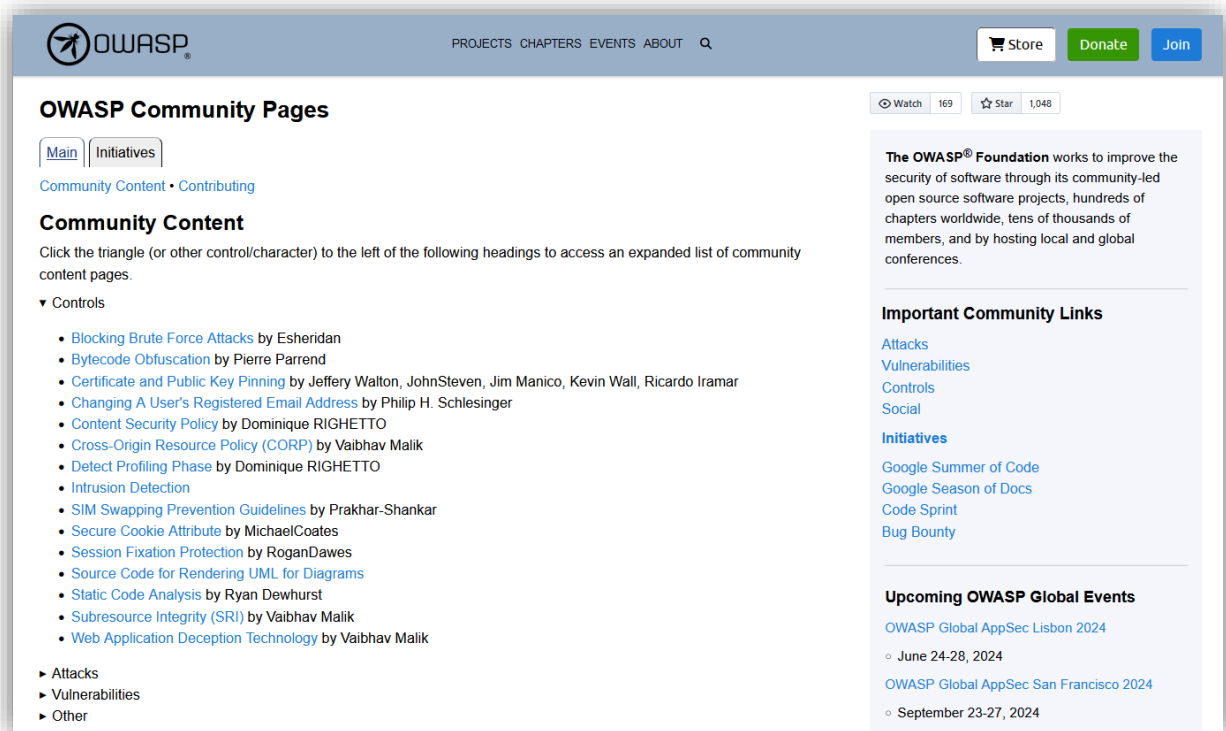 OWASP®
PROJECTS CHAPTERS EVENTS ABOUT
Store
Donate
Join
OWASP Community Pages
Main
Initiatives
Community Content • Contributing
Community Content
Click the triangle (or other control/character) to the left of the following headings to access an expanded list of community
content pages.
▾ Controls
• Blocking Brute Force Attacks by Esheridan
• Bytecode Obfuscation by Pierre Parrend
• Certificate and Public Key Pinning by Jeffery Walton, JohnSteven, Jim Manico, Kevin Wall, Ricardo Iramar
• Changing A User's Registered Email Address by Philip H. Schlesinger
• Content Security Policy by Dominique RIGHETTO
• Cross-Origin Resource Policy (CORP) by Vaibhav Malik
• Detect Profiling Phase by Dominique RIGHETTO
• Intrusion Detection
• SIM Swapping Prevention Guidelines by Prakhar-Shankar
• Secure Cookie Attribute by MichaelCoates
• Session Fixation Protection by RoganDawes
• Source Code for Rendering UML for Diagrams
• Static Code Analysis by Ryan Dewhurst
• Subresource Integrity (SRI) by Vaibhav Malik
• Web Application Deception Technology by Vaibhav Malik
▸ Attacks
▸ Vulnerabilities
▸ Other
Watch 169
Star 1,048
The OWASP® Foundation works to improve the
security of software through its community-led
open source software projects, hundreds of
chapters worldwide, tens of thousands of
members, and by hosting local and global
conferences.
Important Community Links
Attacks
Vulnerabilities
Controls
Social
Initiatives
Google Summer of Code
Google Season of Docs
Code Sprint
Bug Bounty
Upcoming OWASP Global Events
OWASP Global AppSec Lisbon 2024
◦ June 24-28, 2024
OWASP Global AppSec San Francisco 2024
◦ September 23-27, 2024